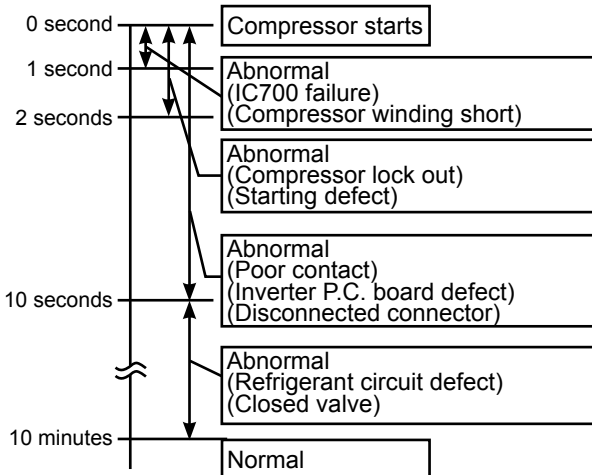 0 second
Compressor starts
1 second
Abnormal
(IC700 failure)
(Compressor winding short)
2 seconds
Abnormal
(Compressor lock out)
(Starting defect)
Abnormal
(Poor contact)
(Inverter P.C. board defect)
(Disconnected connector)
10 seconds
Abnormal
(Refrigerant circuit defect)
(Closed valve)
10 minutes
Normal